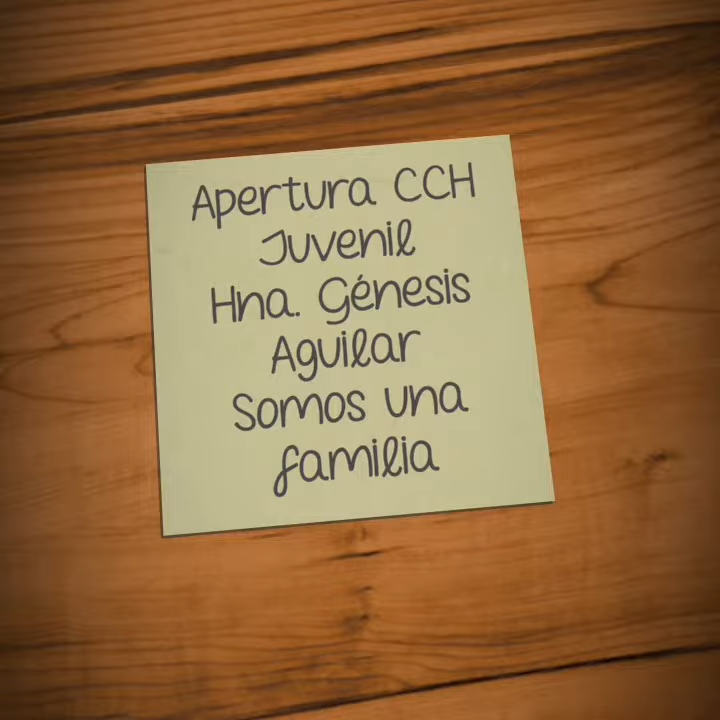 Apertura CCH
Juvenil
Hna. Génesis
Aguilar
Somos una
familia